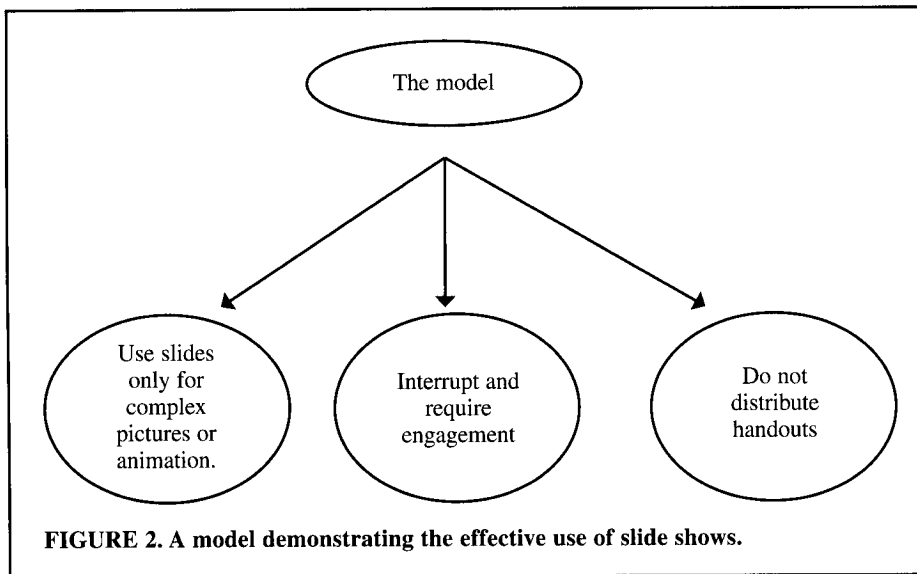 The model
Use slides
only for
complex
pictures or
animation.
Interrupt and
require
engagement
Do not
distribute
handouts
FIGURE 2. A model demonstrating the effective use of slide shows.